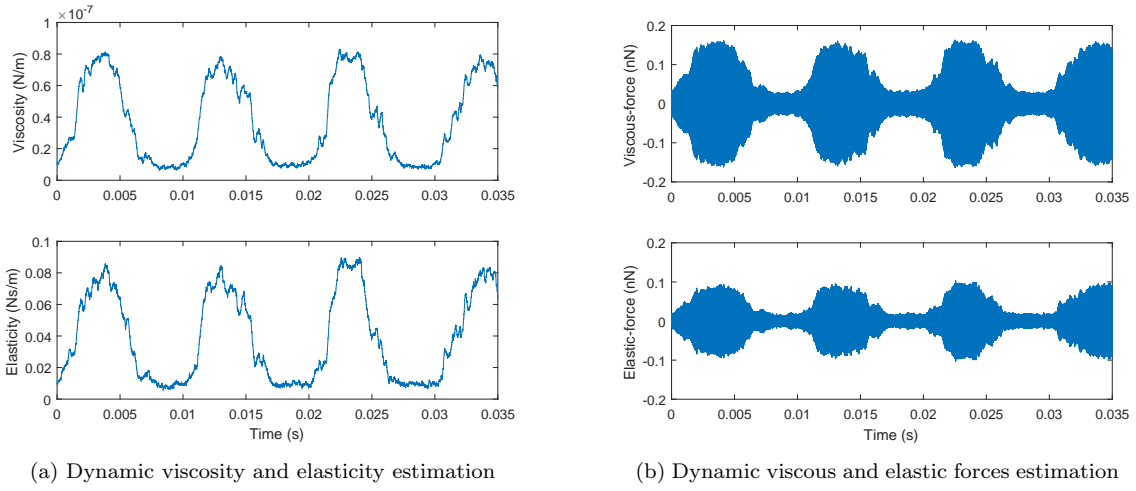 ×10⁻⁷
1
0.8
0.6
0.4
0.2
0
Viscosity (N/m)
0 0.005 0.01 0.015 0.02 0.025 0.03 0.035
0.1
0.08
0.06
0.04
0.02
0
Elasticity (Ns/m)
0 0.005 0.01 0.015 0.02 0.025 0.03 0.035
Time (s)
(a) Dynamic viscosity and elasticity estimation
0.2
0.1
0
-0.1
-0.2
Viscous-force (nN)
0 0.005 0.01 0.015 0.02 0.025 0.03 0.035
0.2
0.1
0
-0.1
-0.2
Elastic-force (nN)
0 0.005 0.01 0.015 0.02 0.025 0.03 0.035
Time (s)
(b) Dynamic viscous and elastic forces estimation